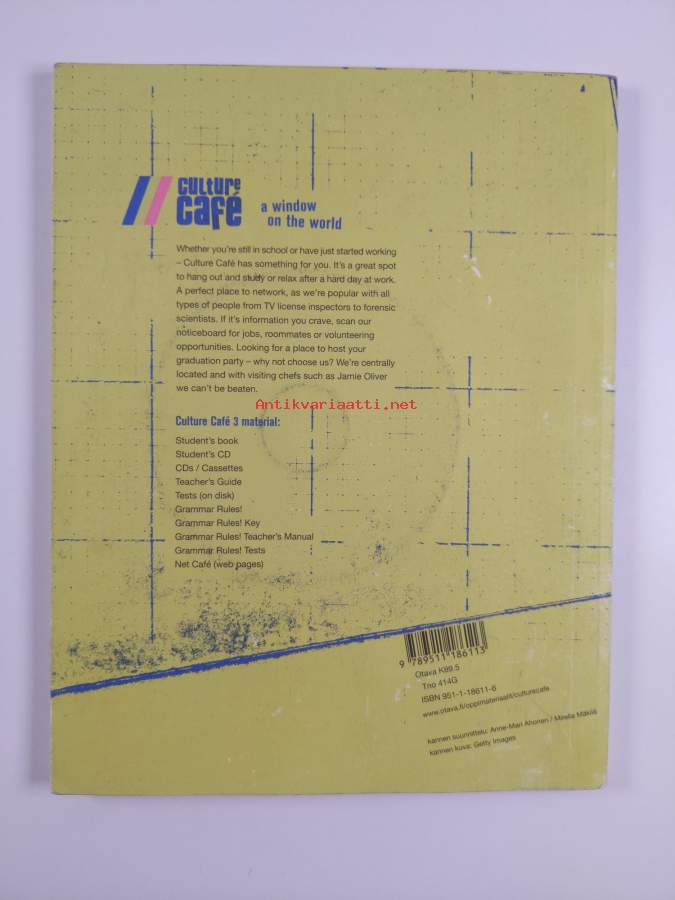 culture
café
a window
on the world
Whether you're still in school or have just started working
– Culture Café has something for you. It's a great spot
to hang out and study or relax after a hard day at work.
A perfect place to network, as we're popular with all
types of people from TV license inspectors to forensic
scientists. If it's information you crave, scan our
noticeboard for jobs, roommates or volunteering
opportunities. Looking for a place to host your
graduation party – why not choose us? We're centrally
located and with visiting chefs such as Jamie Oliver
we can't be beaten.
Antikvariaatti.net
Culture Café 3 material:
Student's book
Student's CD
CDs / Cassettes
Teacher's Guide
Tests (on disk)
Grammar Rules!
Grammar Rules! Key
Grammar Rules! Teacher's Manual
Grammar Rules! Tests
Net Café (web pages)
9 789511 186113
Otava K89.5
Tno 414G
ISBN 951-1-18611-6
www.otava.fi/oppimateriaalit/culturecafe
kannen suunnittelu: Anne-Mari Ahonen / Mirella Mäkilä
kannen kuva: Getty Images